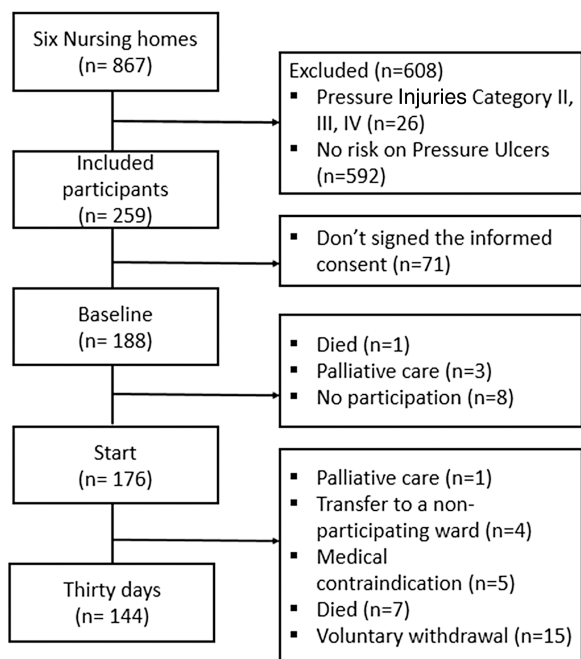 Six Nursing homes
(n= 867)
Excluded (n=608)
▪ Pressure Injuries Category II,
III, IV (n=26)
▪ No risk on Pressure Ulcers
(n=592)
Included
participants
(n= 259)
▪ Don't signed the informed
consent (n=71)
Baseline
(n= 188)
▪ Died (n=1)
▪ Palliative care (n=3)
▪ No participation (n=8)
Start
(n= 176)
▪ Palliative care (n=1)
▪ Transfer to a non-
participating ward (n=4)
▪ Medical
contraindication (n=5)
▪ Died (n=7)
▪ Voluntary withdrawal (n=15)
Thirty days
(n= 144)